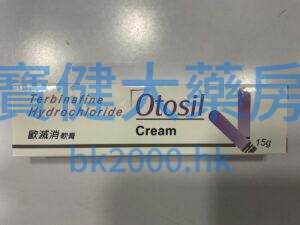 寶健大藥房
Terbinafine
Hydrochloride
Otosil
歐滅消 軟膏
Cream
15g
bk2000.hk